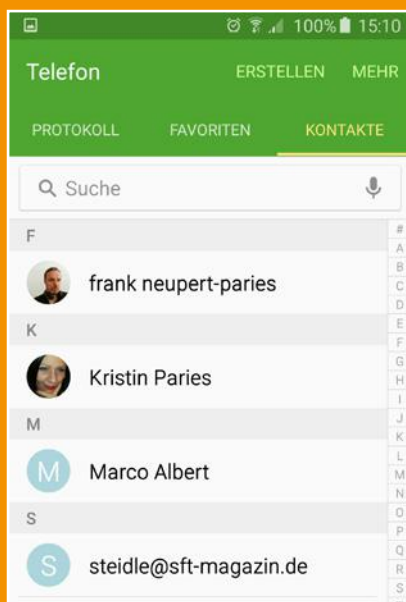 100% 15:10
Telefon ERSTELLEN MEHR
PROTOKOLL FAVORITEN KONTAKTE
Suche
F
frank neupert-paries
K
Kristin Paries
M
M Marco Albert
S
S steidle@sft-magazin.de
#
A
B
C
D
E
F
G
H
I
J
K
L
M
N
O
P
Q
R
S